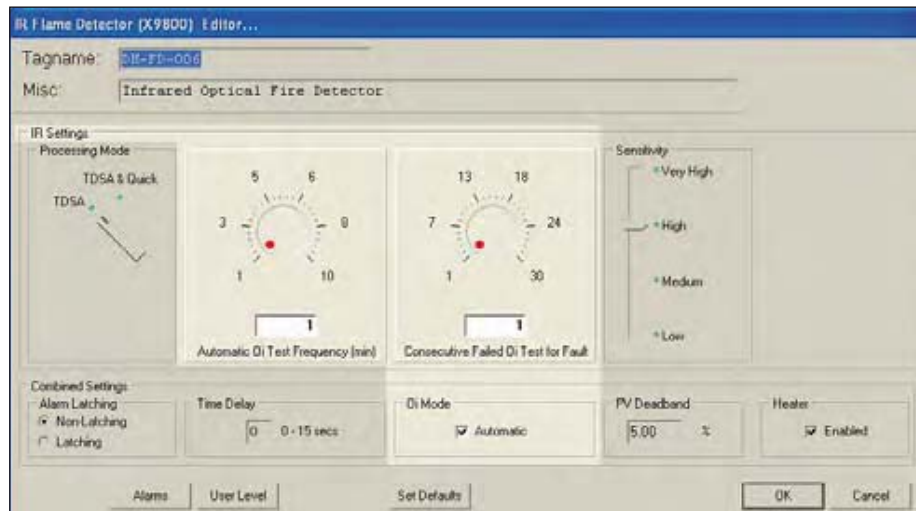 IR Flame Detector (X9800) Editor...
Tagname: DM-FD-006
Misc: Infrared Optical Fire Detector
IR Settings
Processing Mode
TDSA & Quick
TDSA
5 6
3 8
1 10
1
Automatic Oi Test Frequency (min)
13 18
7 24
1 30
1
Consecutive Failed Oi Test for Fault
Sensitivity
Very High
High
Medium
Low
Combined Settings
Alarm Latching
Non-Latching
Latching
Time Delay
0 0 - 15 secs
Oi Mode
Automatic
PV Deadband
5.00 %
Heater
Enabled
Alarms User Level Set Defaults OK Cancel